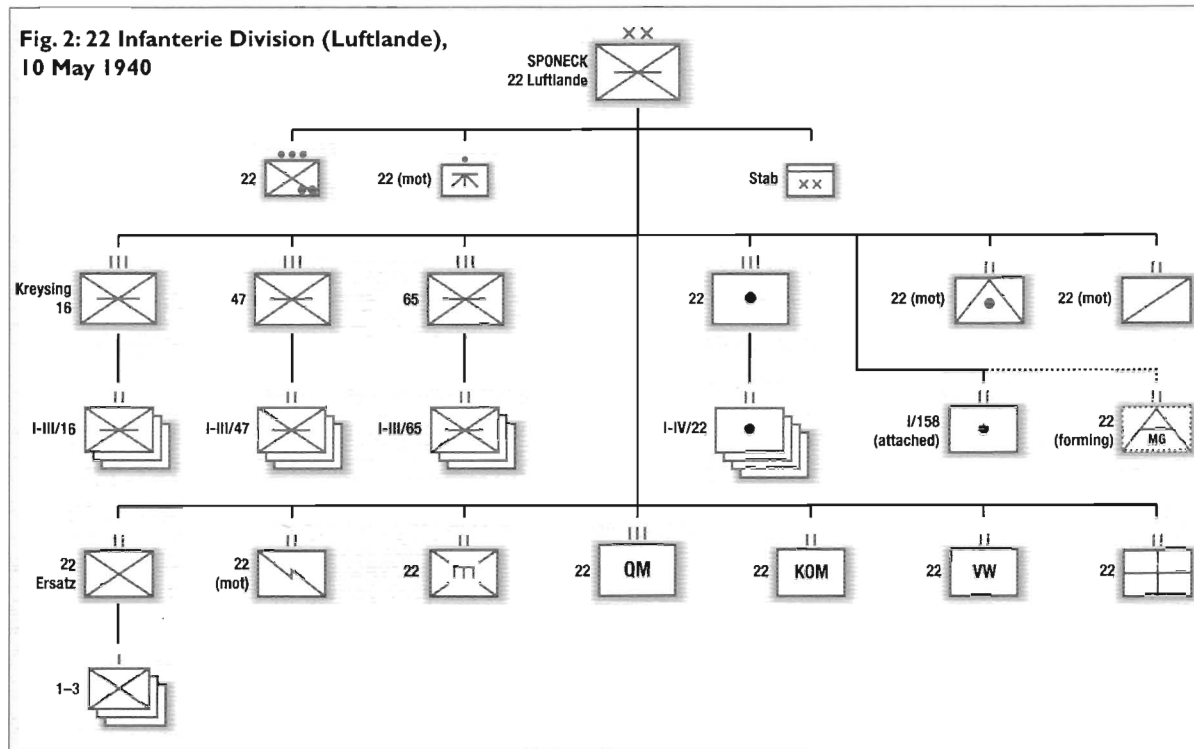 Fig. 2: 22 Infanterie Division (Luftlande),
10 May 1940
SPONECK
22 Luftlande
22
22 (mot)
Stab
Kreysing
16
47
65
22
22 (mot)
22 (mot)
I-III/16
I-III/47
I-III/65
I-IV/22
I/158
(attached)
22
(forming)
MG
22
Ersatz
22
(mot)
22
22
QM
22
KOM
22
VW
22
1–3